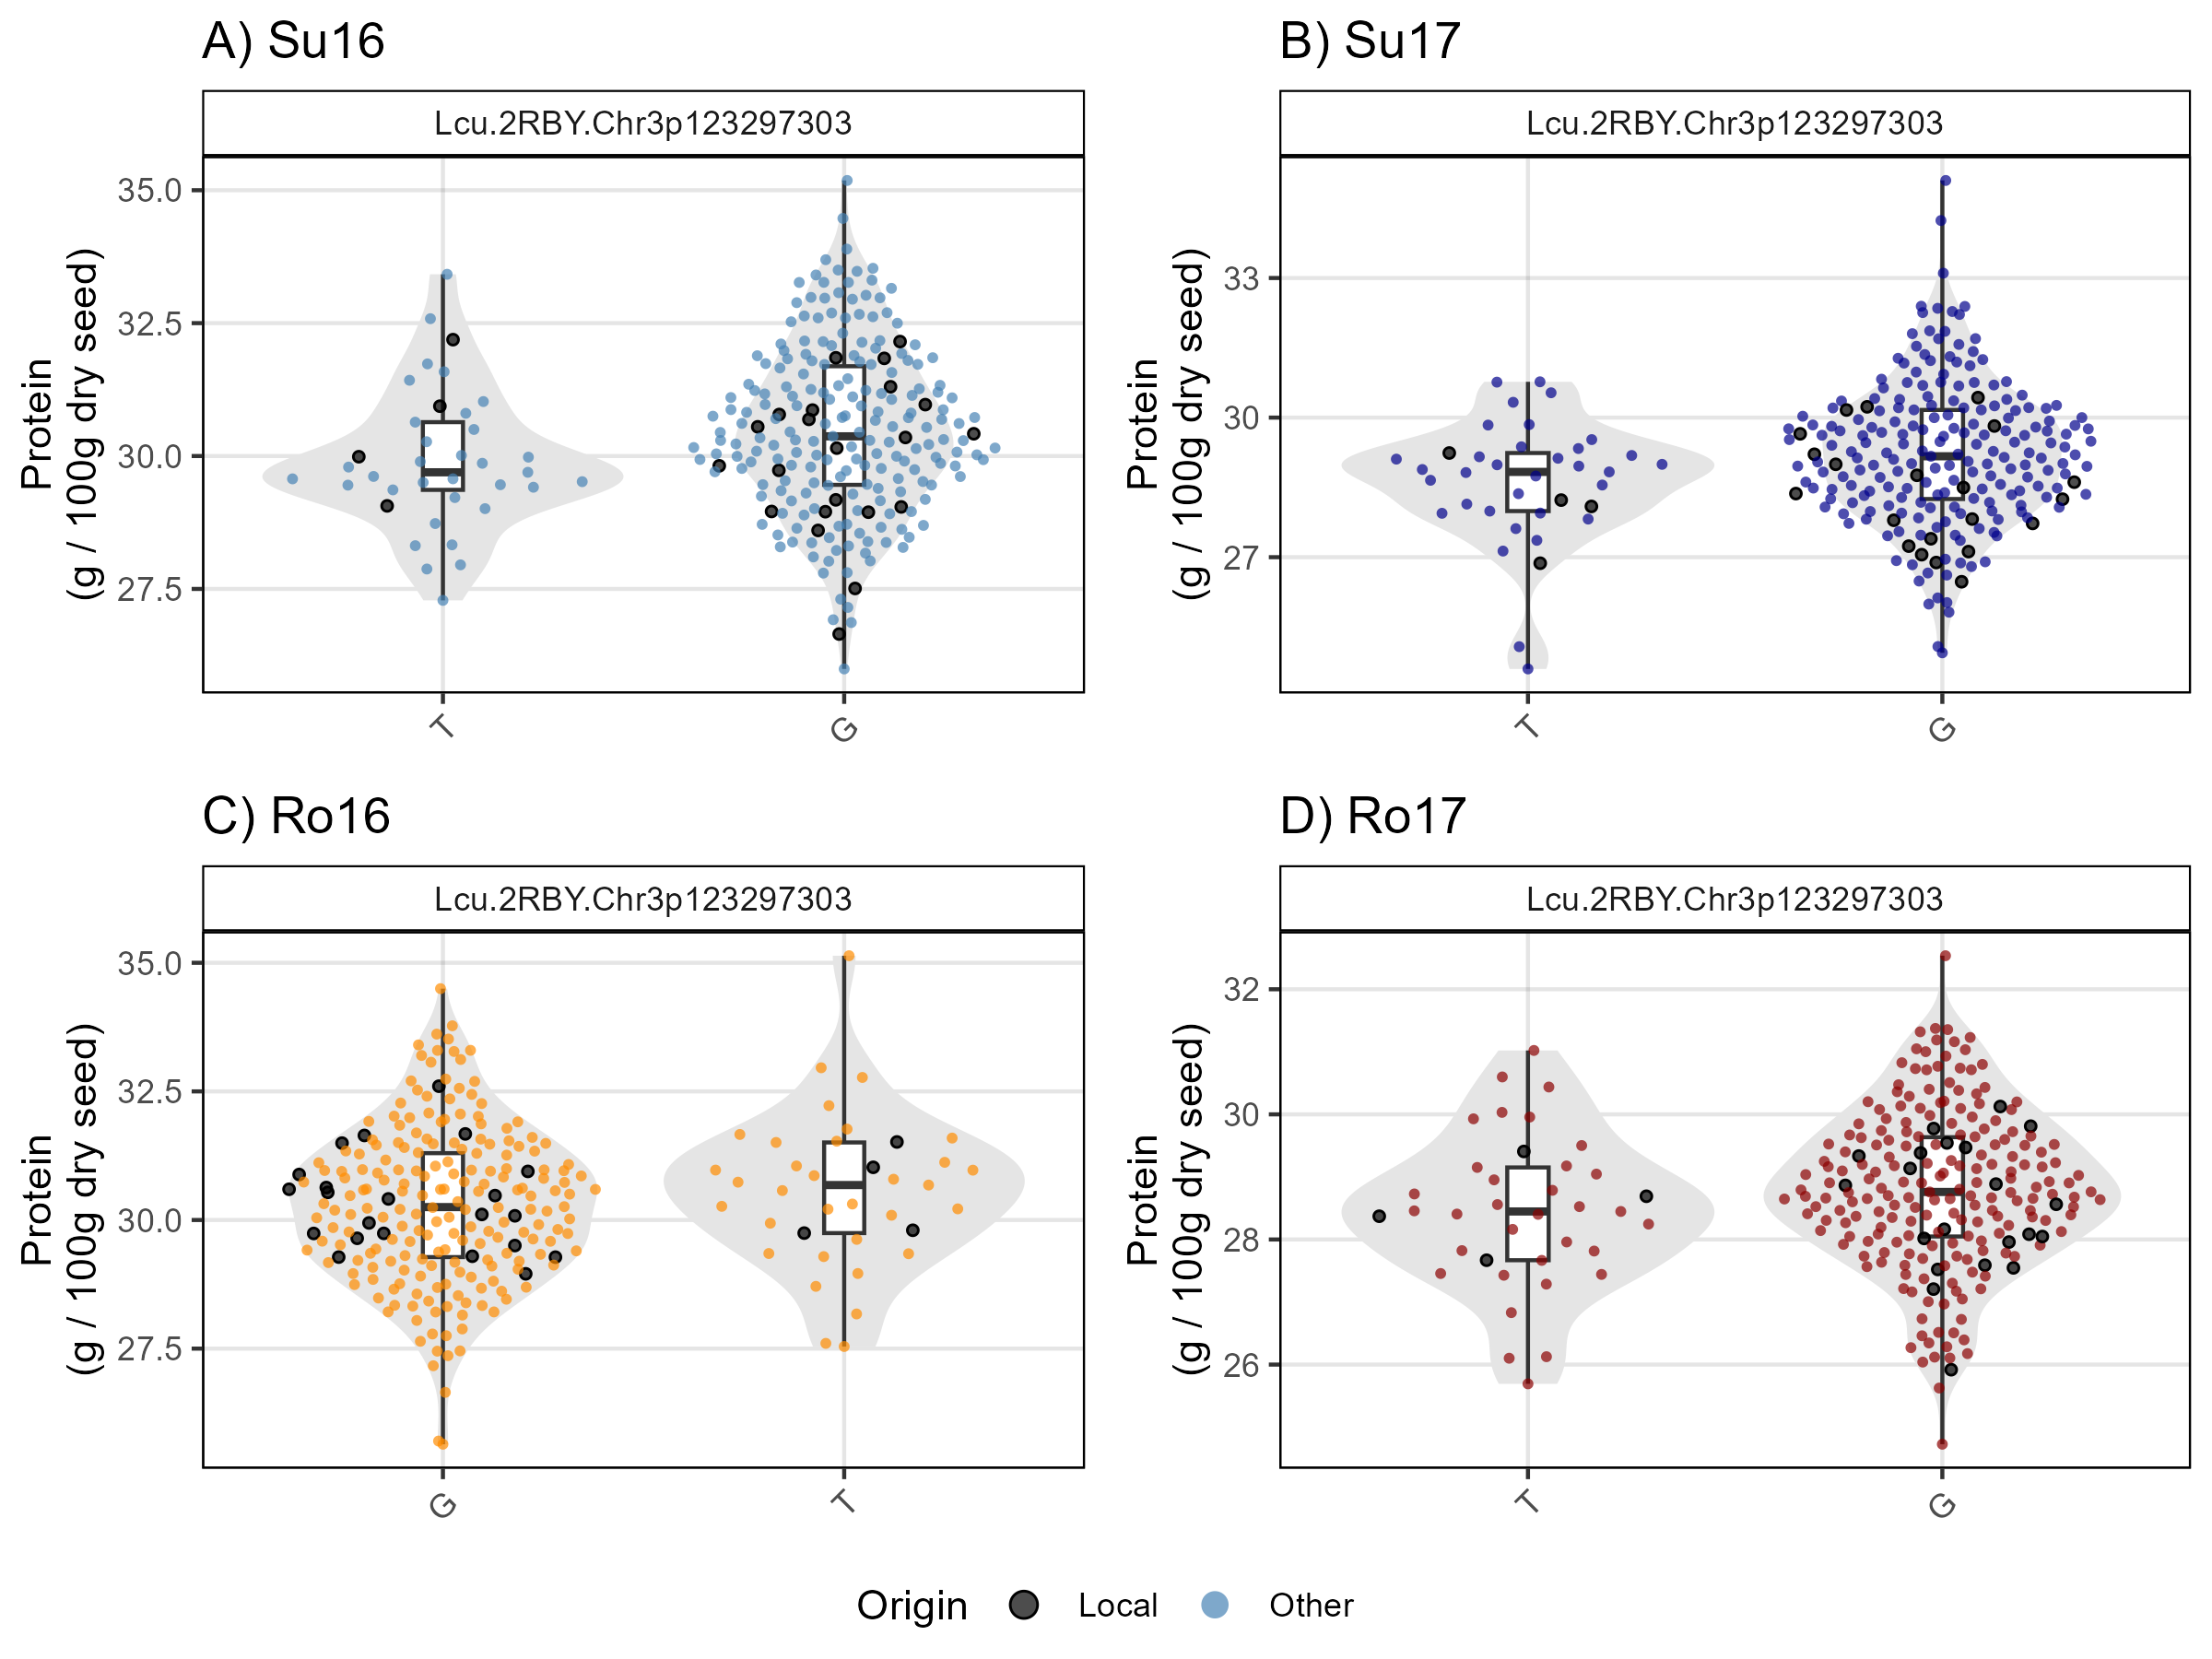 A) Su16
Lcu.2RBY.Chr3p123297303
Protein
(g / 100g dry seed)
35.0
32.5
30.0
27.5
T
G
B) Su17
Lcu.2RBY.Chr3p123297303
Protein
(g / 100g dry seed)
33
30
27
T
G
C) Ro16
Lcu.2RBY.Chr3p123297303
Protein
(g / 100g dry seed)
35.0
32.5
30.0
27.5
G
T
D) Ro17
Lcu.2RBY.Chr3p123297303
Protein
(g / 100g dry seed)
32
30
28
26
T
G
Origin Local Other